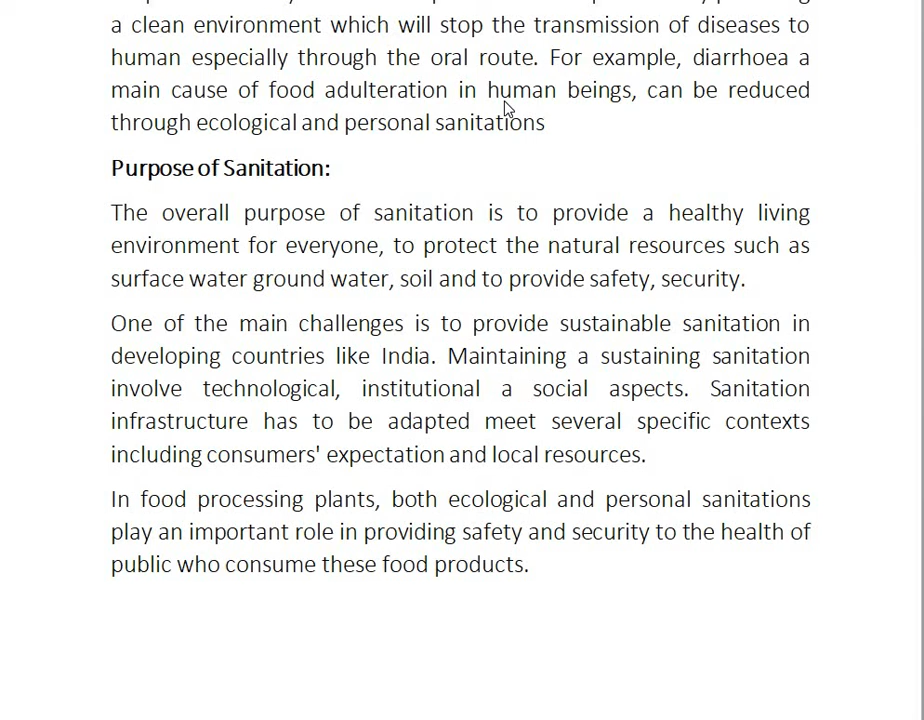 a clean environment which will stop the transmission of diseases to
human especially through the oral route. For example, diarrhoea a
main cause of food adulteration in human beings, can be reduced
through ecological and personal sanitations
Purpose of Sanitation:
The overall purpose of sanitation is to provide a healthy living
environment for everyone, to protect the natural resources such as
surface water ground water, soil and to provide safety, security.
One of the main challenges is to provide sustainable sanitation in
developing countries like India. Maintaining a sustaining sanitation
involve technological, institutional a social aspects. Sanitation
infrastructure has to be adapted meet several specific contexts
including consumers' expectation and local resources.
In food processing plants, both ecological and personal sanitations
play an important role in providing safety and security to the health of
public who consume these food products.